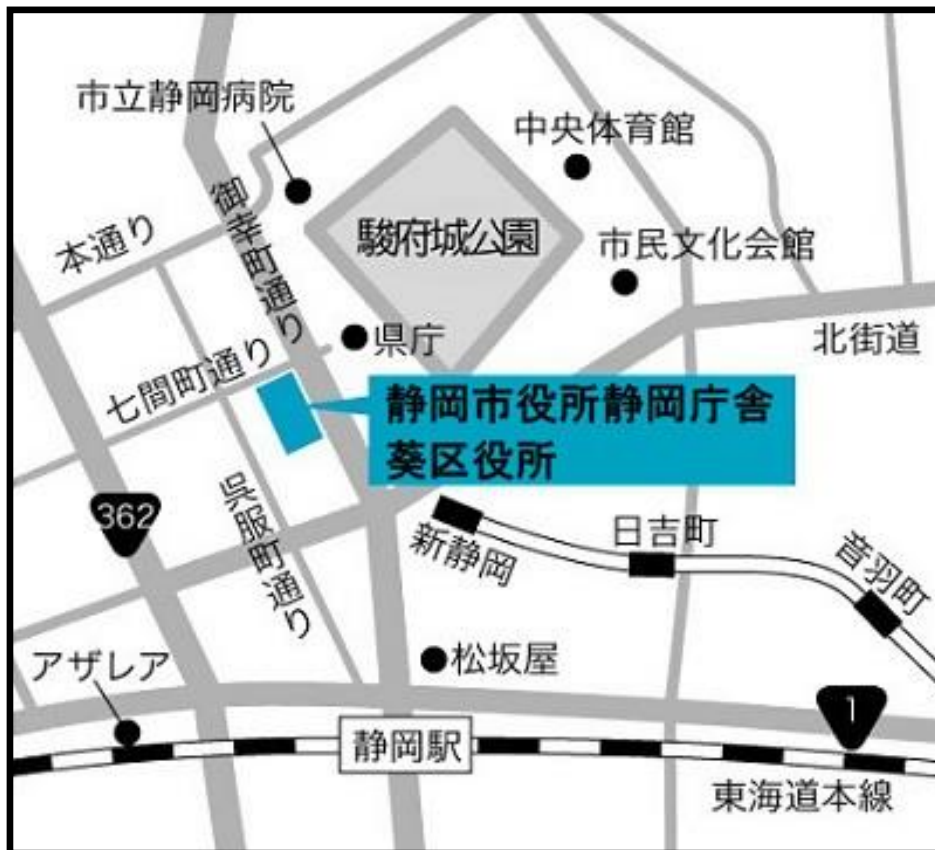 市立静岡病院
中央体育館
御幸町通り
本通り
駿府城公園
市民文化会館
県庁
北街道
七間町通り
静岡市役所静岡庁舎
葵区役所
362
呉服町通り
新静岡
日吉町
音羽町
アザレア
松坂屋
1
静岡駅
東海道本線